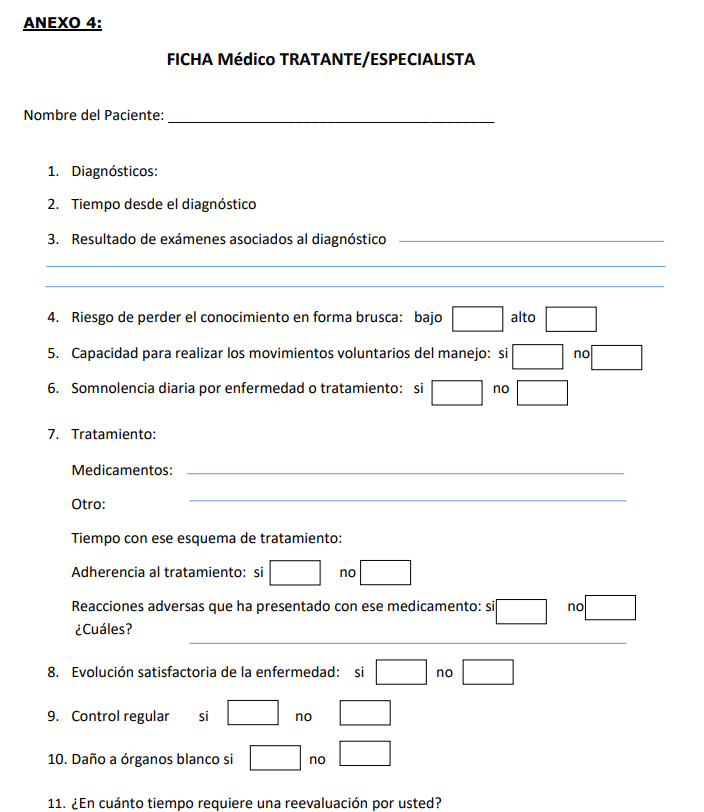 ANEXO 4:
FICHA Médico TRATANTE/ESPECIALISTA
Nombre del Paciente: ________________________________________
1. Diagnósticos:
2. Tiempo desde el diagnóstico
3. Resultado de exámenes asociados al diagnóstico
4. Riesgo de perder el conocimiento en forma brusca: bajo alto
5. Capacidad para realizar los movimientos voluntarios del manejo: si no
6. Somnolencia diaria por enfermedad o tratamiento: si no
7. Tratamiento:
Medicamentos:
Otro:
Tiempo con ese esquema de tratamiento:
Adherencia al tratamiento: si no
Reacciones adversas que ha presentado con ese medicamento: si no
¿Cuáles?
8. Evolución satisfactoria de la enfermedad: si no
9. Control regular si no
10. Daño a órganos blanco si no
11. ¿En cuánto tiempo requiere una reevaluación por usted?